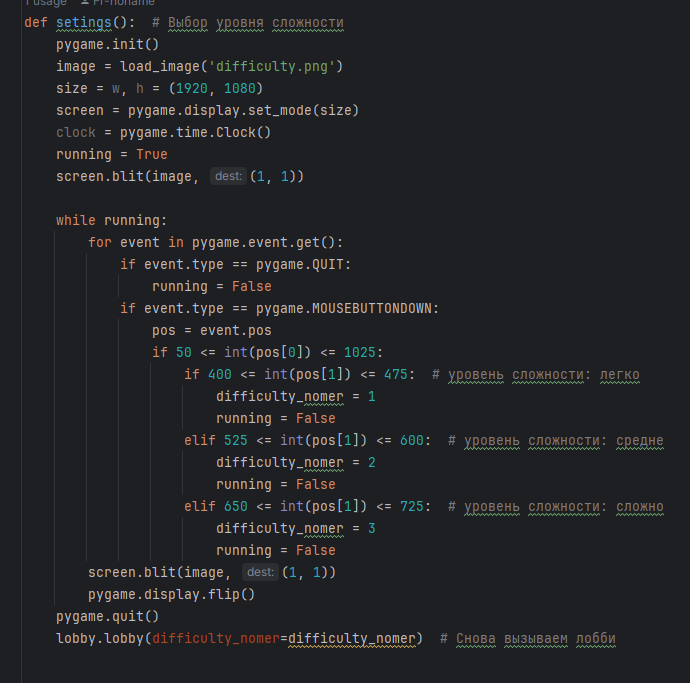 1 usage Fr-noname
def setings():  # Выбор уровня сложности
    pygame.init()
    image = load_image('difficulty.png')
    size = w, h = (1920, 1080)
    screen = pygame.display.set_mode(size)
    clock = pygame.time.Clock()
    running = True
    screen.blit(image, dest: (1, 1))

    while running:
        for event in pygame.event.get():
            if event.type == pygame.QUIT:
                running = False
            if event.type == pygame.MOUSEBUTTONDOWN:
                pos = event.pos
                if 50 <= int(pos[0]) <= 1025:
                    if 400 <= int(pos[1]) <= 475:  # уровень сложности: легко
                        difficulty_nomer = 1
                        running = False
                    elif 525 <= int(pos[1]) <= 600:  # уровень сложности: средне
                        difficulty_nomer = 2
                        running = False
                    elif 650 <= int(pos[1]) <= 725:  # уровень сложности: сложно
                        difficulty_nomer = 3
                        running = False
        screen.blit(image, dest: (1, 1))
        pygame.display.flip()
    pygame.quit()
    lobby.lobby(difficulty_nomer=difficulty_nomer)  # Снова вызываем лобби